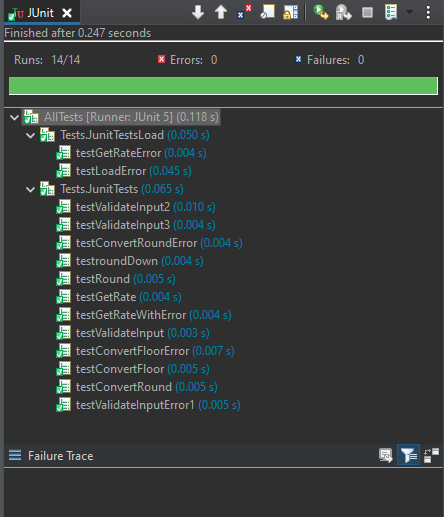 JUnit
Finished after 0.247 seconds
Runs: 14/14 Errors: 0 Failures: 0
AllTests [Runner: JUnit 5] (0.118 s)
Tests.JunitTestsLoad (0.050 s)
testGetRateError (0.004 s)
testLoadError (0.045 s)
Tests.JunitTests (0.065 s)
testValidateInput2 (0.010 s)
testValidateInput3 (0.004 s)
testConvertRoundError (0.004 s)
testroundDown (0.004 s)
testRound (0.005 s)
testGetRate (0.004 s)
testGetRateWithError (0.004 s)
testValidateInput (0.003 s)
testConvertFloorError (0.007 s)
testConvertFloor (0.005 s)
testConvertRound (0.005 s)
testValidateInputError1 (0.005 s)
Failure Trace